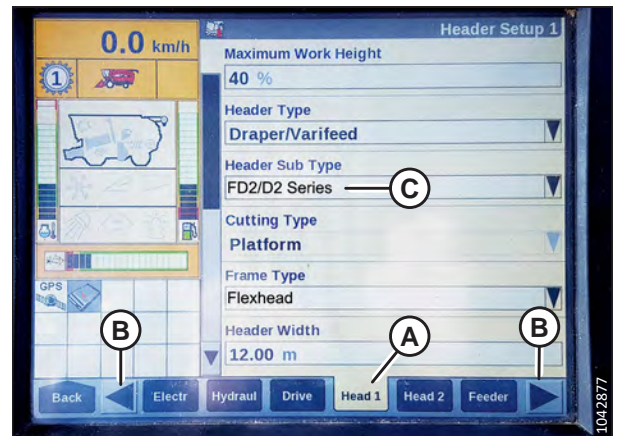 0.0 km/h
Header Setup 1
1
Maximum Work Height
40 %
Header Type
Draper/Varifeed
Header Sub Type
FD2/D2 Series
C
Cutting Type
Platform
Frame Type
Flexhead
GPS
Header Width
12.00 m
B
A
B
Back
Electr
Hydraul
Drive
Head 1
Head 2
Feeder
1042877